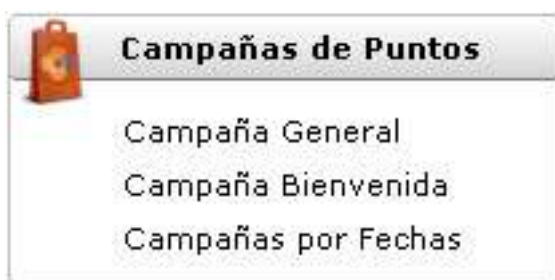 Campañas de Puntos
Campaña General
Campaña Bienvenida
Campañas por Fechas